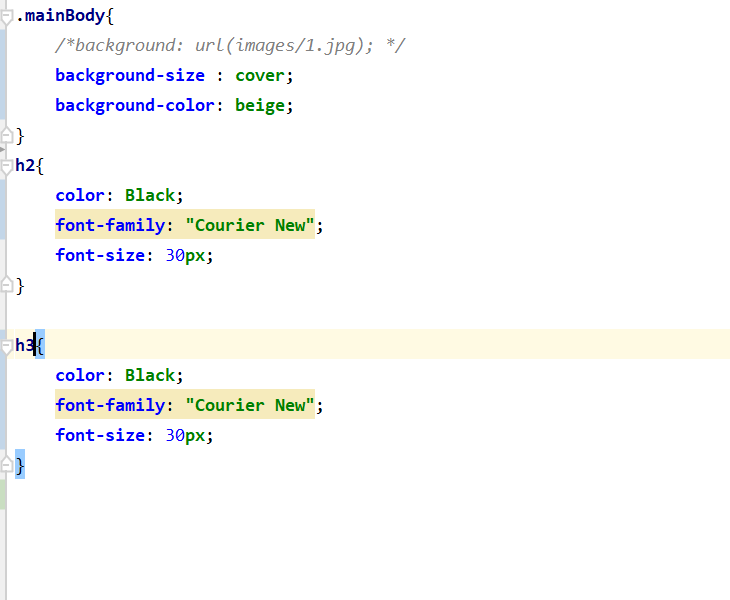 .mainBody{
    /*background: url(images/1.jpg); */
    background-size : cover;
    background-color: beige;
}
h2{
    color: Black;
    font-family: "Courier New";
    font-size: 30px;
}

h3{
    color: Black;
    font-family: "Courier New";
    font-size: 30px;
}